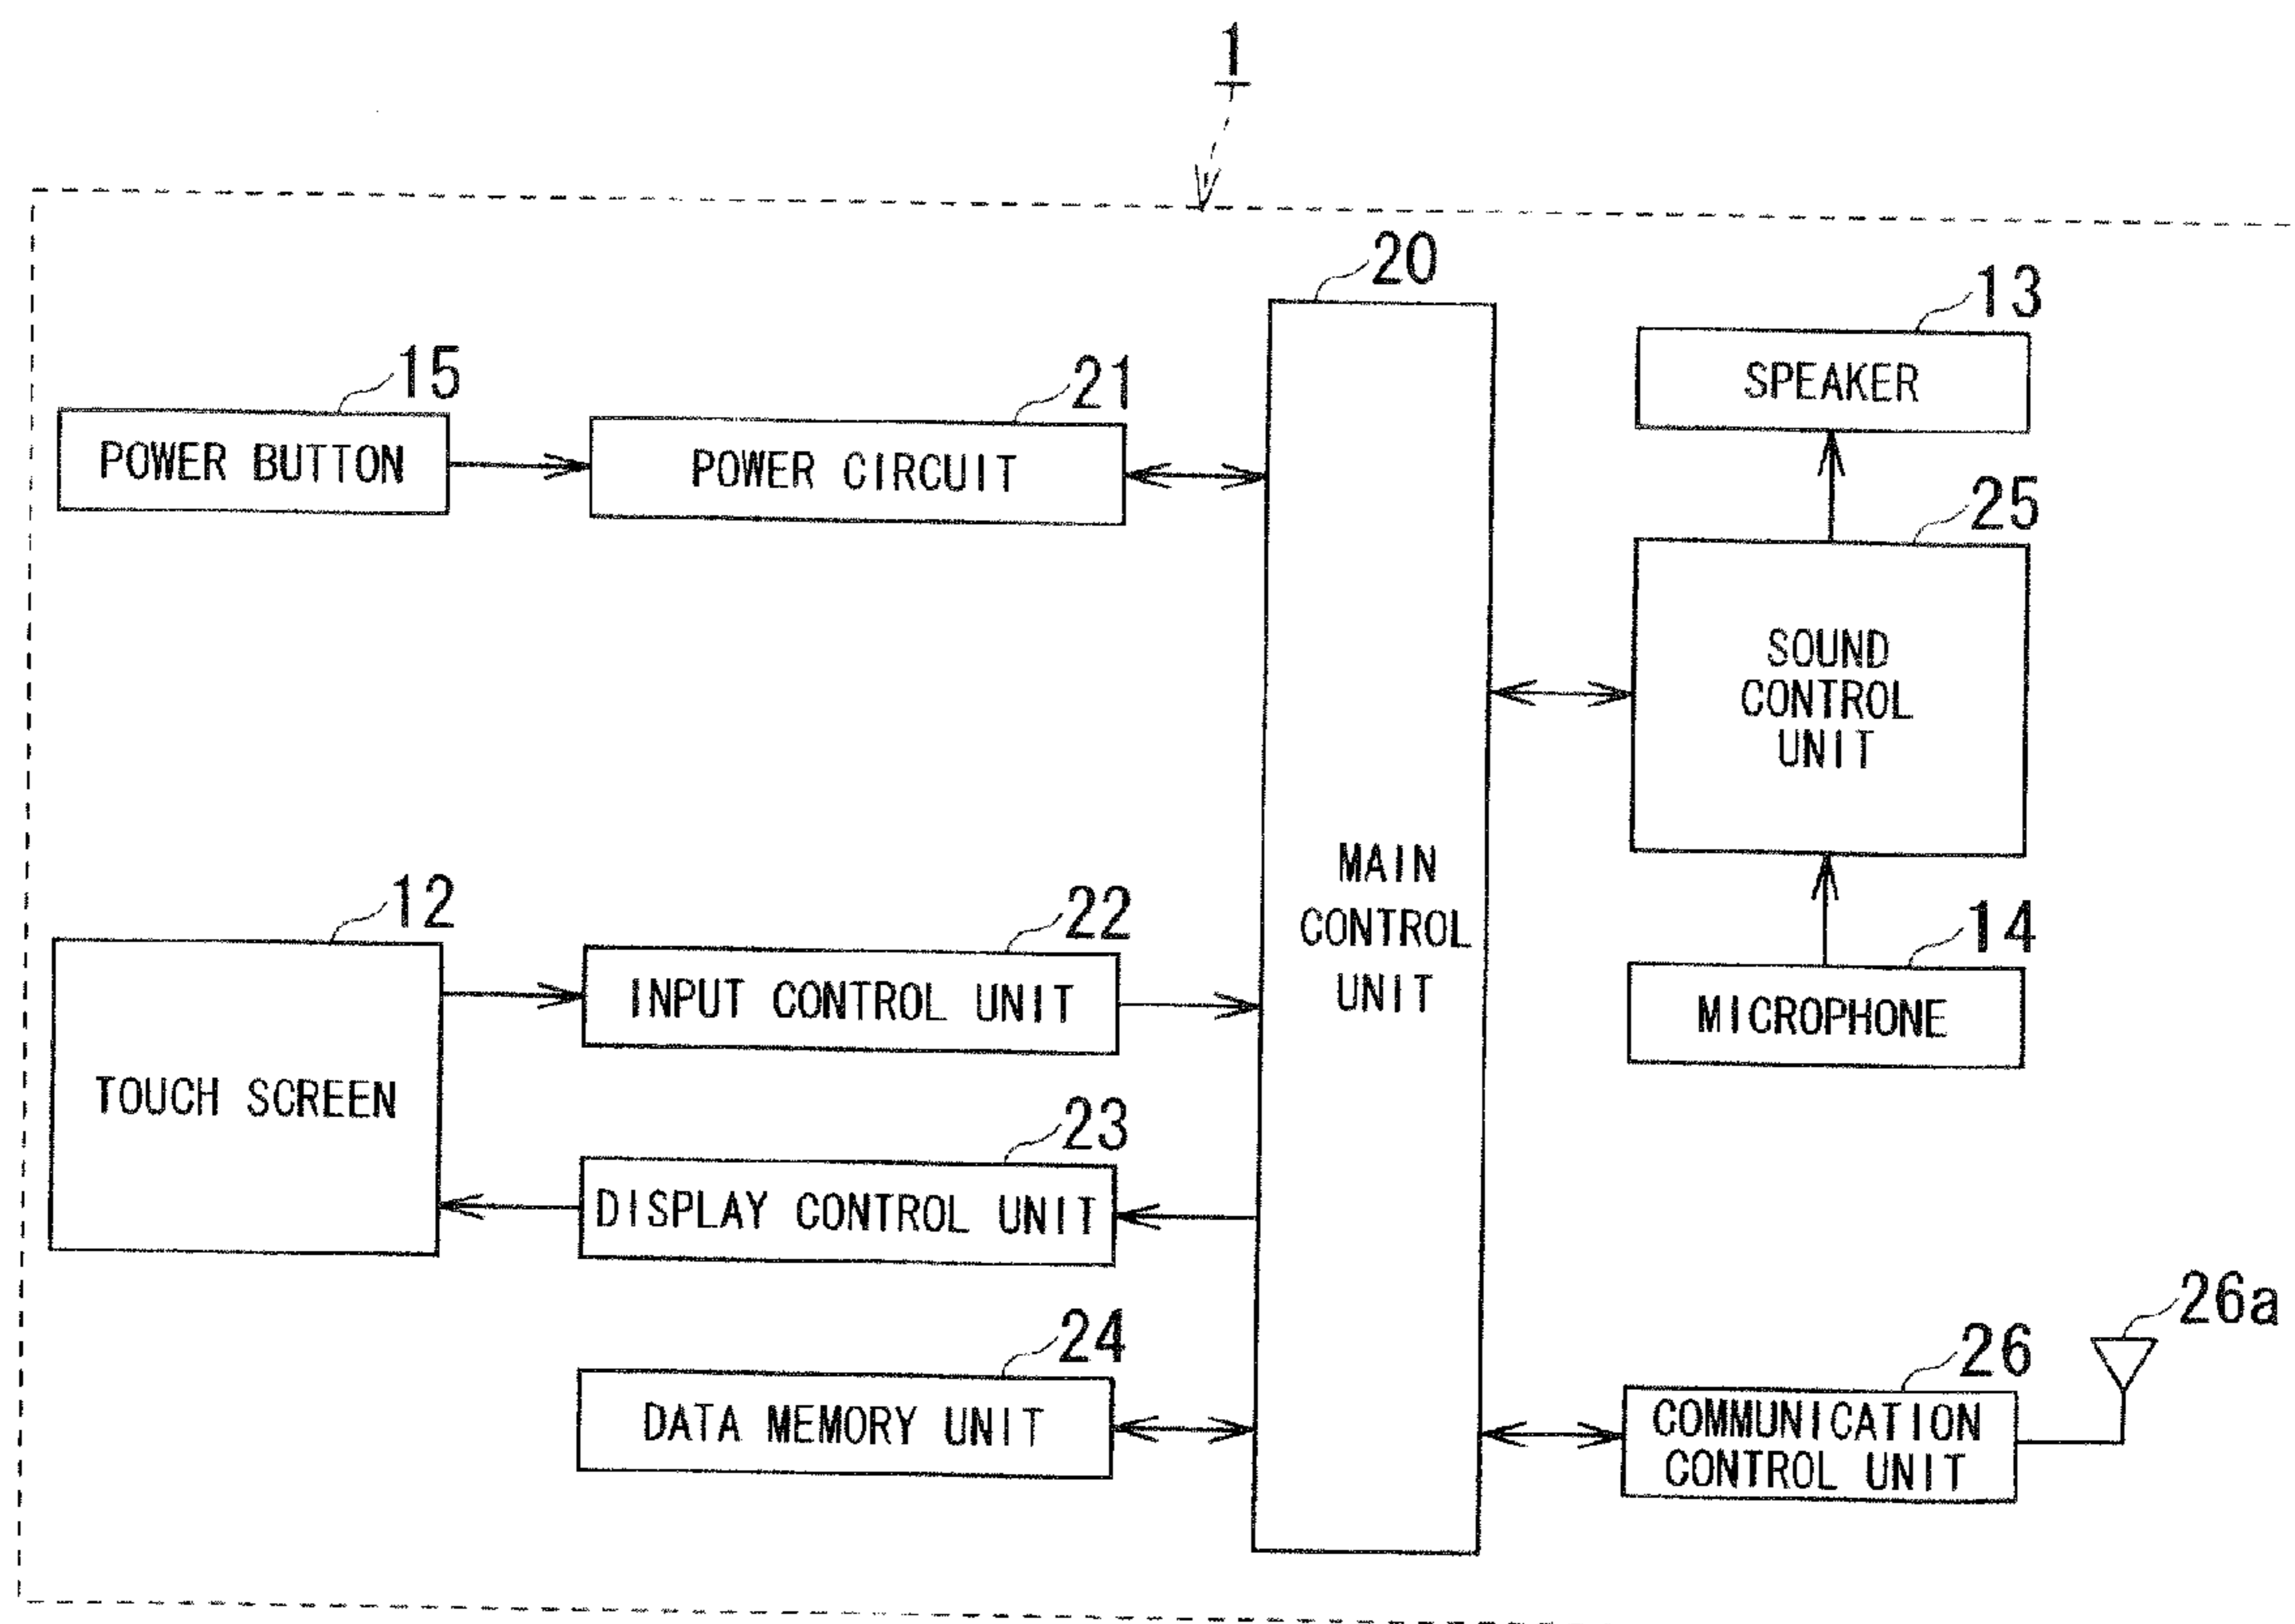 1
20
13
SPEAKER
15
POWER BUTTON
21
POWER CIRCUIT
25
SOUND
CONTROL
UNIT
MAIN
CONTROL
UNIT
12
TOUCH SCREEN
22
INPUT CONTROL UNIT
14
MICROPHONE
23
DISPLAY CONTROL UNIT
24
DATA MEMORY UNIT
26
COMMUNICATION
CONTROL UNIT
26a